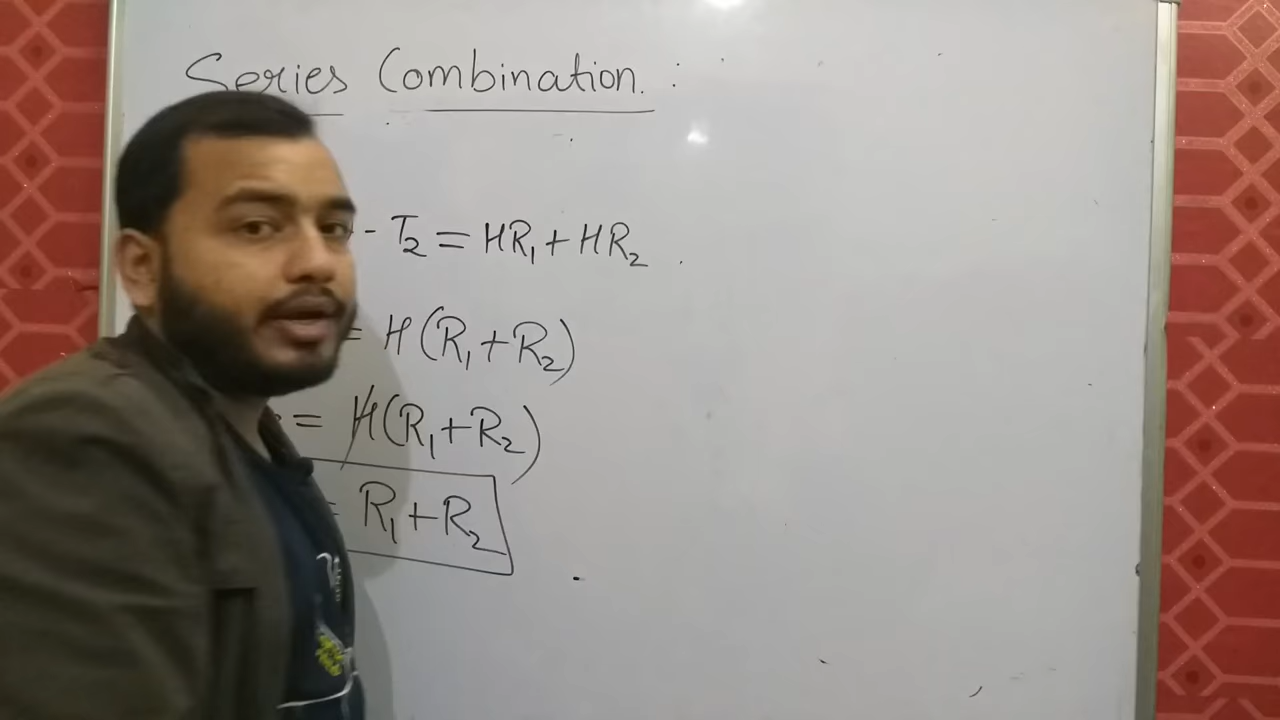 Series Combination :
- T₂ = HR₁ + HR₂
= H(R₁+R₂)
= H(R₁+R₂)
= R₁+R₂